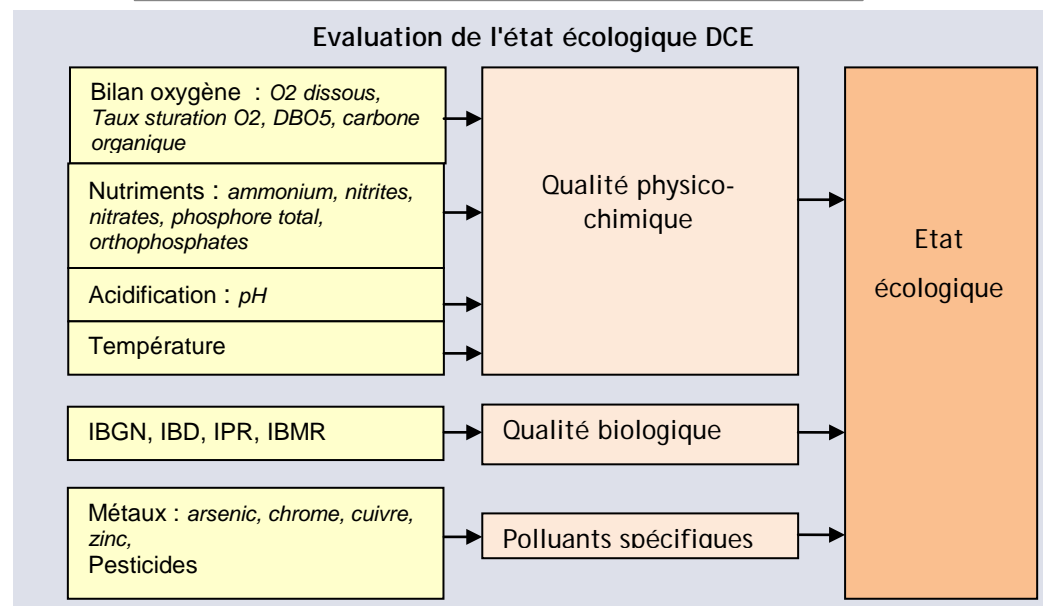 Evaluation de l'état écologique DCE
Bilan oxygène : O2 dissous,
Taux sturation O2, DBO5, carbone
organique
Nutriments : ammonium, nitrites,
nitrates, phosphore total,
orthophosphates
Acidification : pH
Température
Qualité physico-
chimique
Etat
écologique
IBGN, IBD, IPR, IBMR
Qualité biologique
Métaux : arsenic, chrome, cuivre,
zinc,
Pesticides
Polluants spécifiques